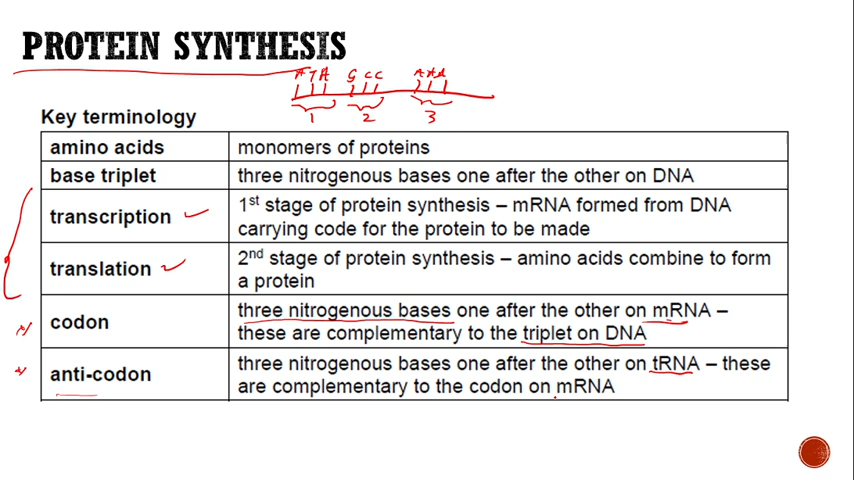 PROTEIN SYNTHESIS
A T A G C C A A A
1 2 3
Key terminology
amino acids monomers of proteins
base triplet three nitrogenous bases one after the other on DNA
transcription 1st stage of protein synthesis – mRNA formed from DNA
carrying code for the protein to be made
translation 2nd stage of protein synthesis – amino acids combine to form
a protein
codon three nitrogenous bases one after the other on mRNA –
these are complementary to the triplet on DNA
anti-codon three nitrogenous bases one after the other on tRNA – these
are complementary to the codon on mRNA